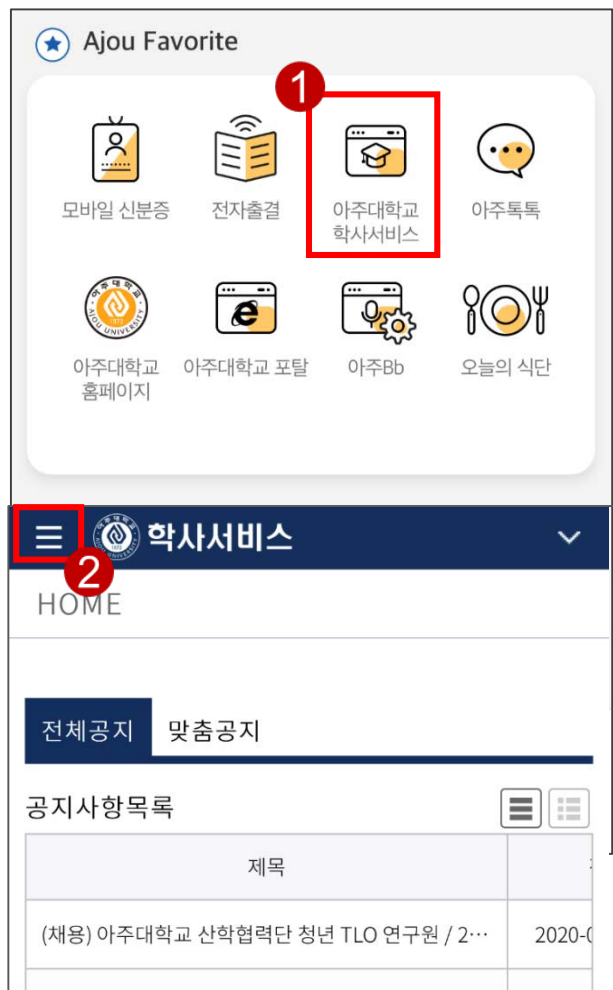 Ajou Favorite
1
모바일 신분증
전자출결
아주대학교
학사서비스
아주톡톡
아주대학교
홈페이지
아주대학교 포탈
아주Bb
오늘의 식단
학사서비스
2
HOME
전체공지 맞춤공지
공지사항목록
제목
(채용) 아주대학교 산학협력단 청년 TLO 연구원 / 2… 2020-0